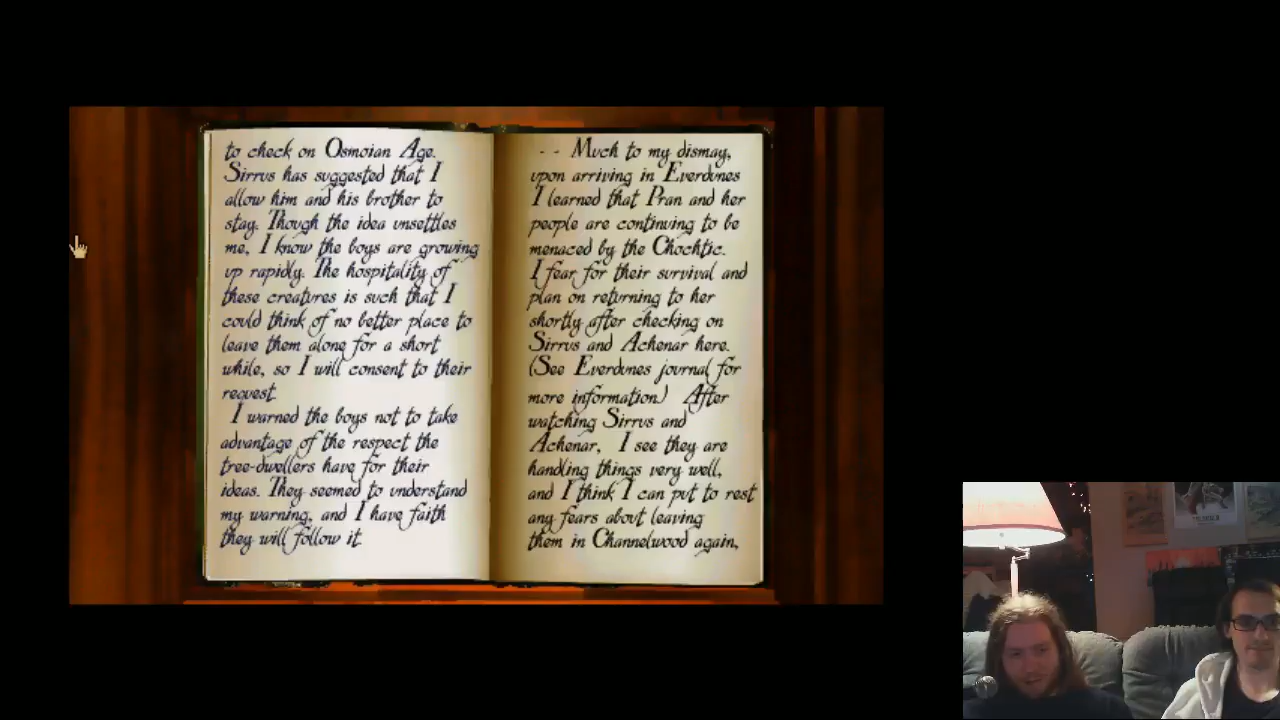 to check on Osmoian Age.
Sirrus has suggested that I
allow him and his brother to
stay. Though the idea unsettles
me, I know the boys are growing
up rapidly. The hospitality of
these creatures is such that I
could think of no better place to
leave them alone for a short
while, so I will consent to their
request.
I warned the boys not to take
advantage of the respect the
tree-dwellers have for their
ideas. They seemed to understand
my warning, and I have faith
they will follow it.
-- Much to my dismay,
upon arriving in Everdunes
I learned that Pran and her
people are continuing to be
menaced by the Chochtic.
I fear for their survival and
plan on returning to her
shortly after checking on
Sirrus and Achenar here.
(See Everdunes journal for
more information.) After
watching Sirrus and
Achenar, I see they are
handling things very well,
and I think I can put to rest
any fears about leaving
them in Channelwood again,